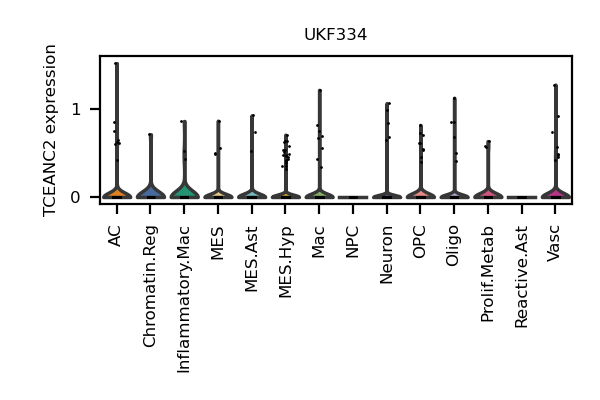 UKF334
TCEANC2 expression
1
0
AC
Chromatin.Reg
Inflammatory.Mac
MES
MES.Ast
MES.Hyp
Mac
NPC
Neuron
OPC
Oligo
Prolif.Metab
Reactive.Ast
Vasc